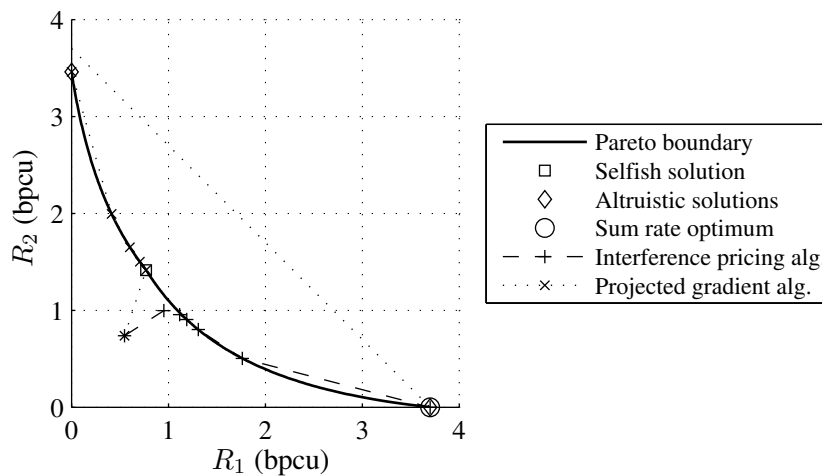 4
3
2
1
0
0
1
2
3
4
R2 (bpcu)
R1 (bpcu)
Pareto boundary
Selfish solution
Altruistic solutions
Sum rate optimum
Interference pricing alg
Projected gradient alg.